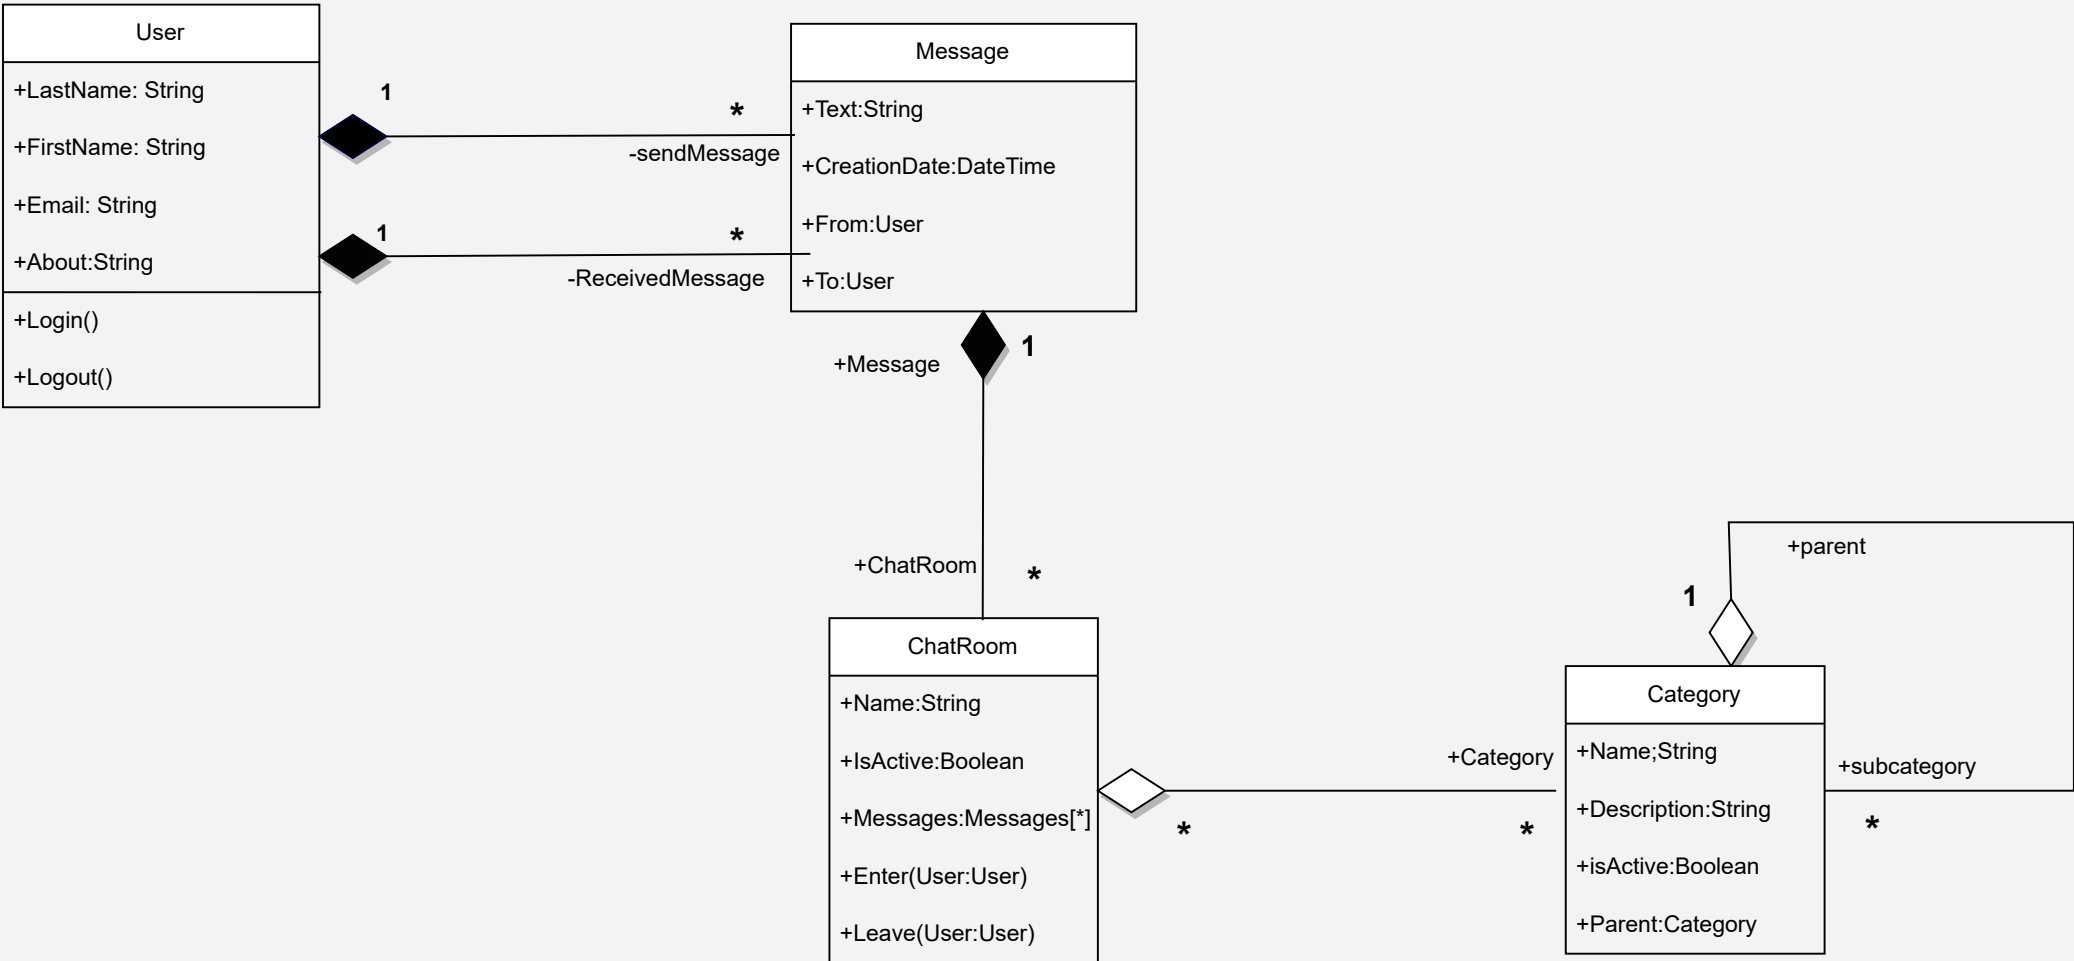 User
+LastName: String
+FirstName: String
+Email: String
+About:String
+Login()
+Logout()
1
*
-sendMessage
1
*
-ReceivedMessage
Message
+Text:String
+CreationDate:DateTime
+From:User
+To:User
+Message
1
+ChatRoom
*
ChatRoom
+Name:String
+IsActive:Boolean
+Messages:Messages[*]
+Enter(User:User)
+Leave(User:User)
*
+Category
*
+parent
1
Category
+Name;String
+Description:String
+isActive:Boolean
+Parent:Category
+subcategory
*